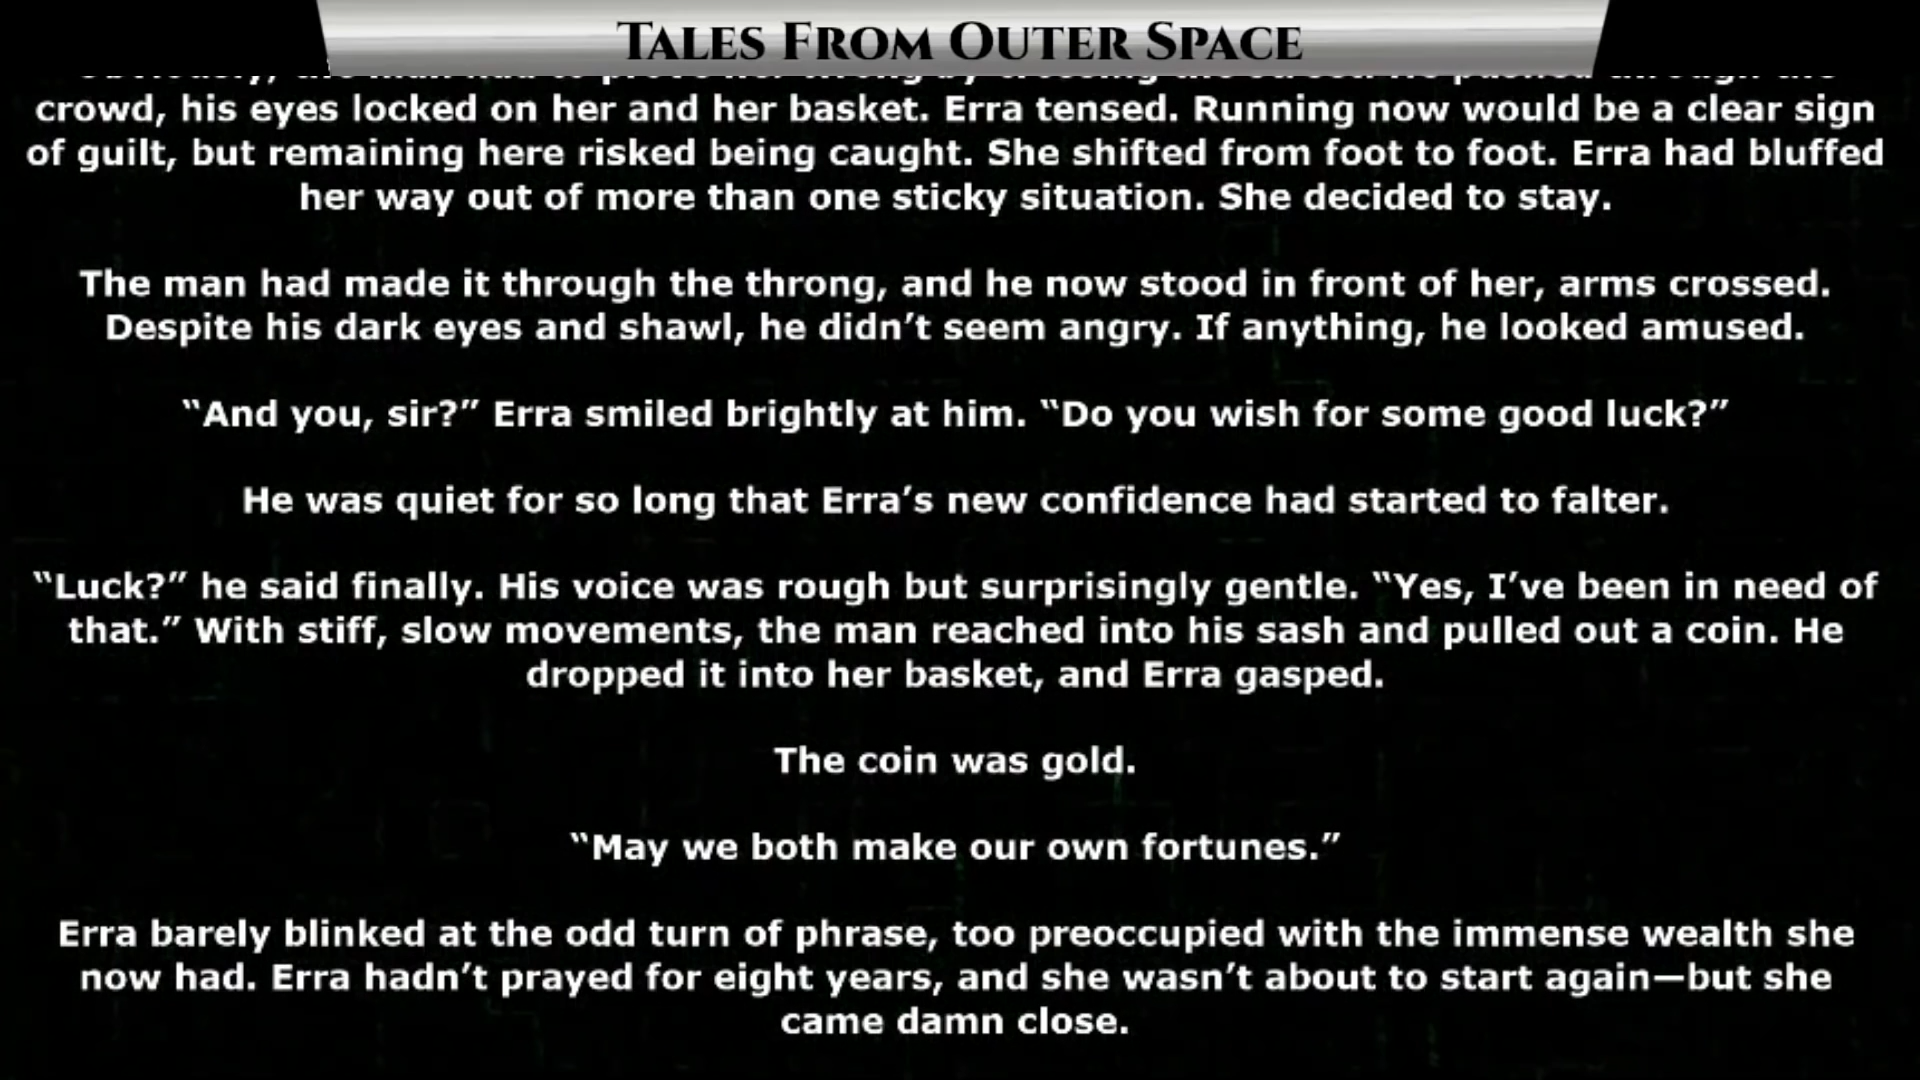 Tales From Outer Space
crowd, his eyes locked on her and her basket. Erra tensed. Running now would be a clear sign
of guilt, but remaining here risked being caught. She shifted from foot to foot. Erra had bluffed
her way out of more than one sticky situation. She decided to stay.
The man had made it through the throng, and he now stood in front of her, arms crossed.
Despite his dark eyes and shawl, he didn’t seem angry. If anything, he looked amused.
“And you, sir?” Erra smiled brightly at him. “Do you wish for some good luck?”
He was quiet for so long that Erra’s new confidence had started to falter.
“Luck?” he said finally. His voice was rough but surprisingly gentle. “Yes, I’ve been in need of
that.” With stiff, slow movements, the man reached into his sash and pulled out a coin. He
dropped it into her basket, and Erra gasped.
The coin was gold.
“May we both make our own fortunes.”
Erra barely blinked at the odd turn of phrase, too preoccupied with the immense wealth she
now had. Erra hadn’t prayed for eight years, and she wasn’t about to start again—but she
came damn close.